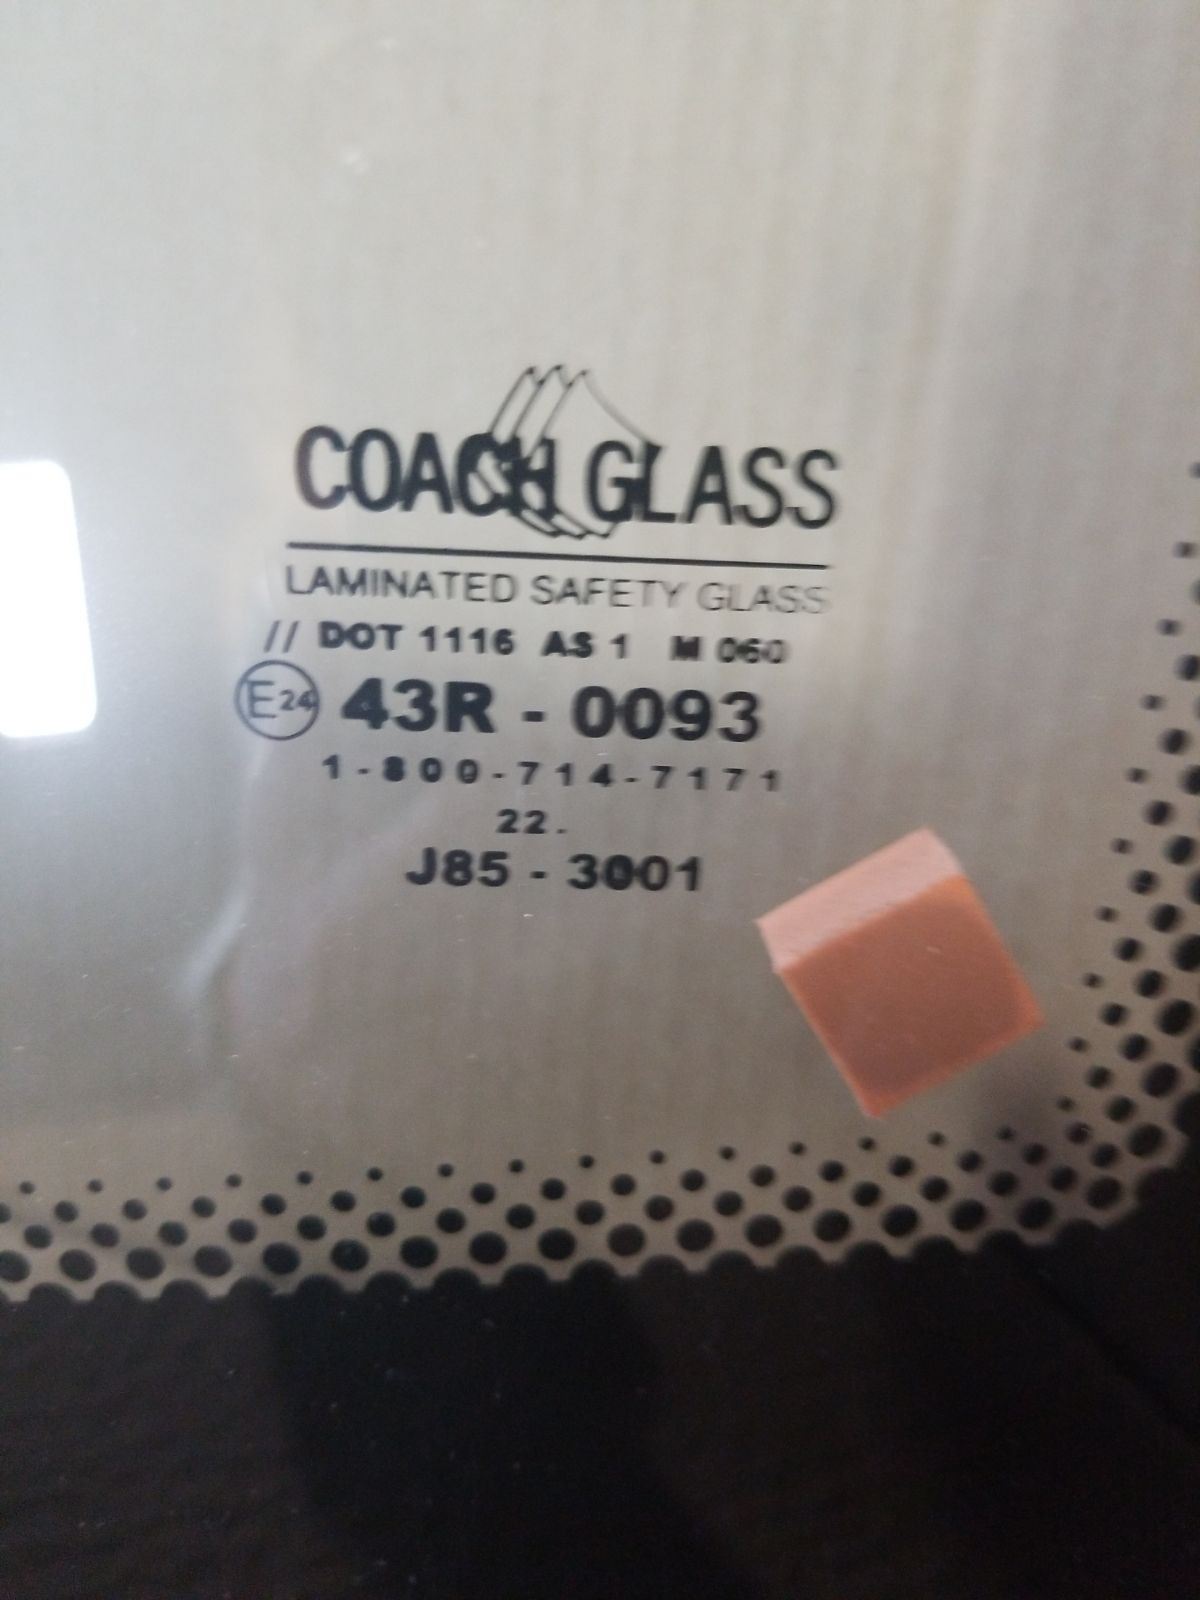 COACH GLASS
LAMINATED SAFETY GLASS
// DOT 1116 AS 1 M 060
E24 43R - 0093
1-800-714-7171
22.
J85 - 3001